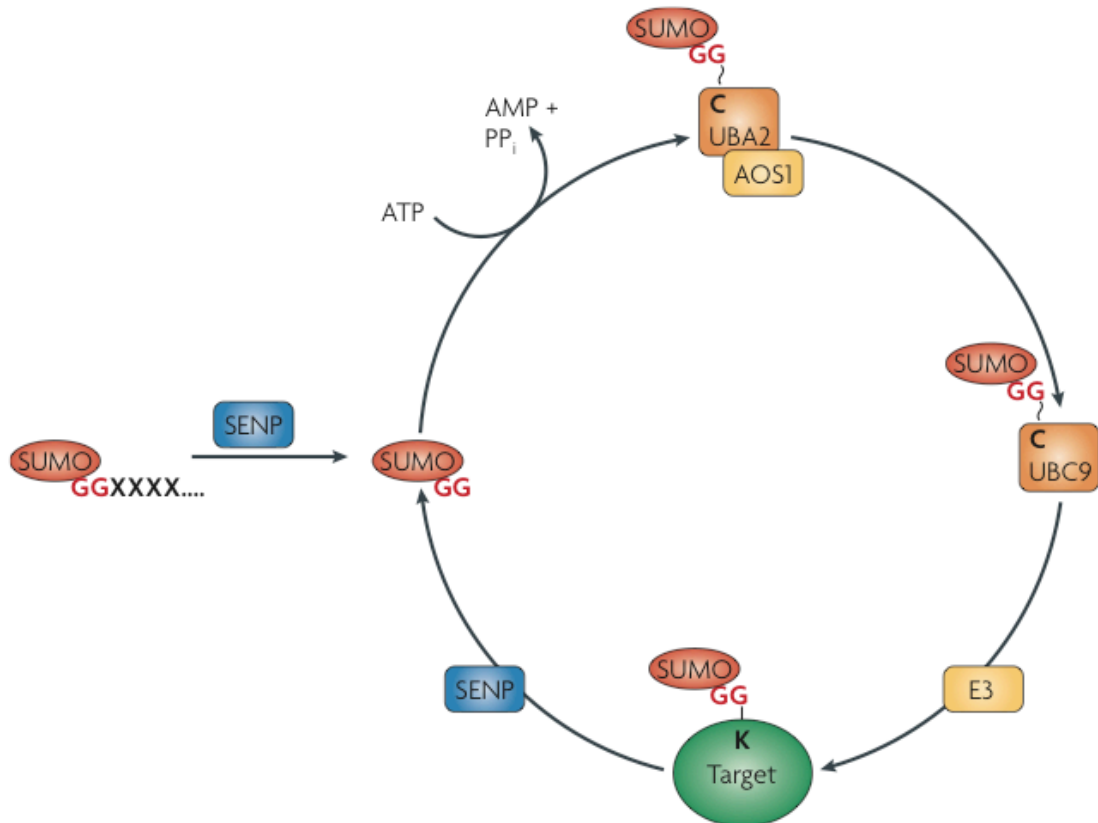 SUMO
GG
C
UBA2
AOS1
AMP +
PPi
ATP
SUMO
GG
C
UBC9
SENP
SUMO
GGXXXX....
SUMO
GG
SENP
SUMO
GG
K
Target
E3